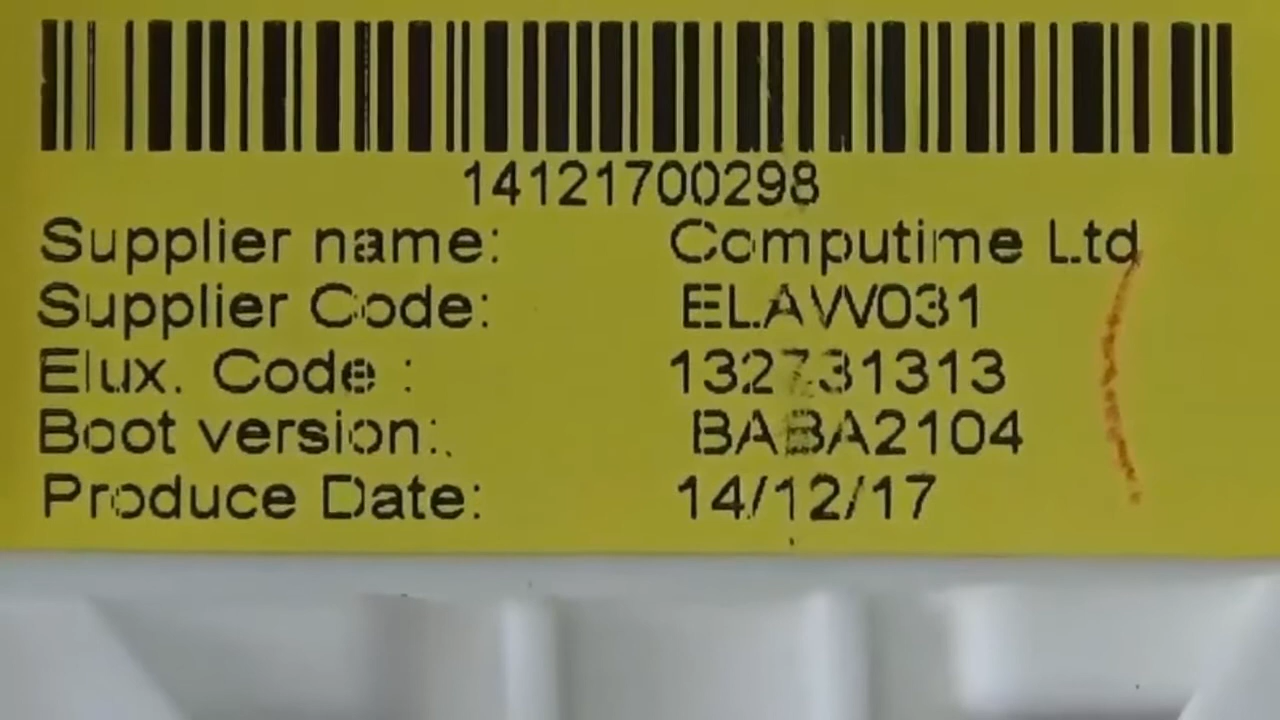 14121700298
Supplier name: Computime Ltd
Supplier Code: ELAW031
Elux. Code : 132731313
Boot version:. BABA2104
Produce Date: 14/12/17